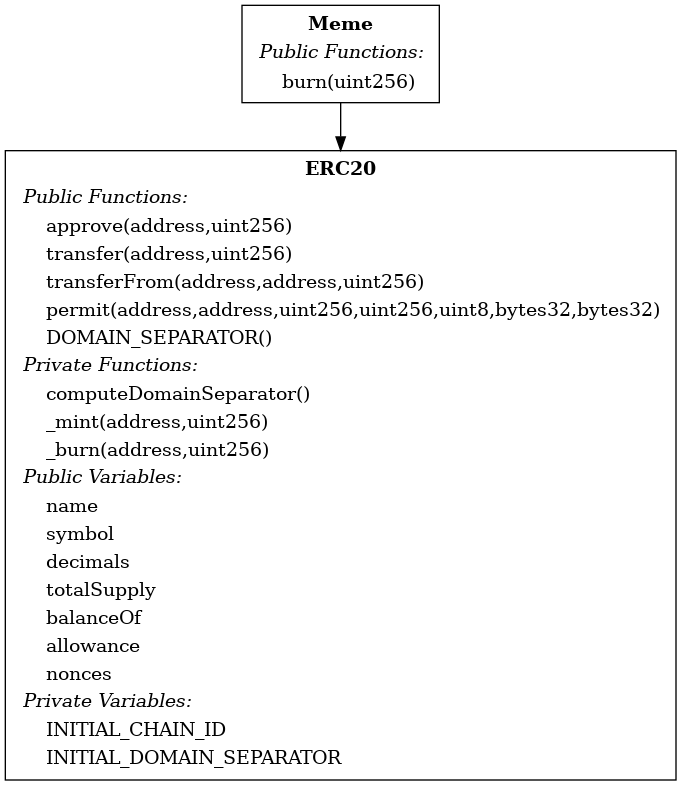 Meme
Public Functions:
burn(uint256)
ERC20
Public Functions:
approve(address,uint256)
transfer(address,uint256)
transferFrom(address,address,uint256)
permit(address,address,uint256,uint256,uint8,bytes32,bytes32)
DOMAIN_SEPARATOR()
Private Functions:
computeDomainSeparator()
_mint(address,uint256)
_burn(address,uint256)
Public Variables:
name
symbol
decimals
totalSupply
balanceOf
allowance
nonces
Private Variables:
INITIAL_CHAIN_ID
INITIAL_DOMAIN_SEPARATOR